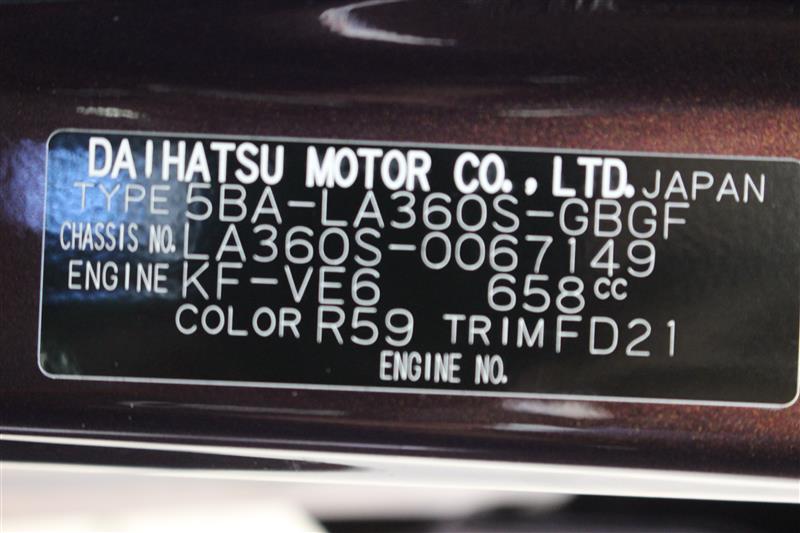 DAIHATSU MOTOR CO., LTD. JAPAN
TYPE 5BA-LA360S-GBGF
CHASSIS NO. LA360S-0067149
ENGINE KF-VE6 658cc
COLOR R59 TRIM FD21
ENGINE NO.